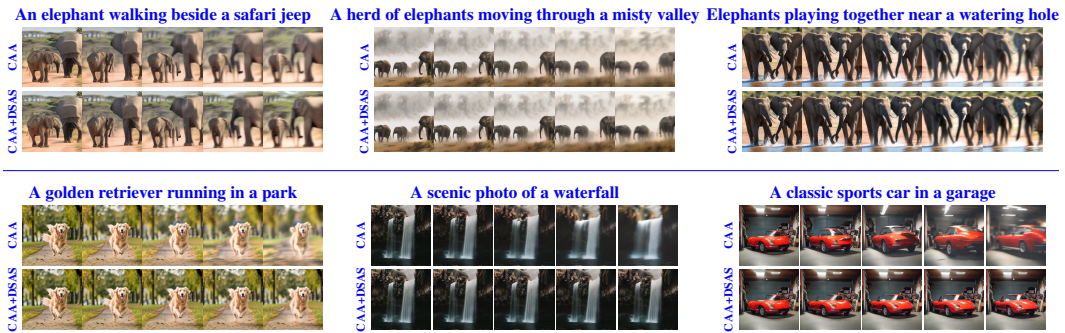 An elephant walking beside a safari jeep
A herd of elephants moving through a misty valley
Elephants playing together near a watering hole
CAA
CAA
CAA
CAA+DSAS
CAA+DSAS
CAA+DSAS
A golden retriever running in a park
A scenic photo of a waterfall
A classic sports car in a garage
CAA
CAA
CAA
CAA+DSAS
CAA+DSAS
CAA+DSAS